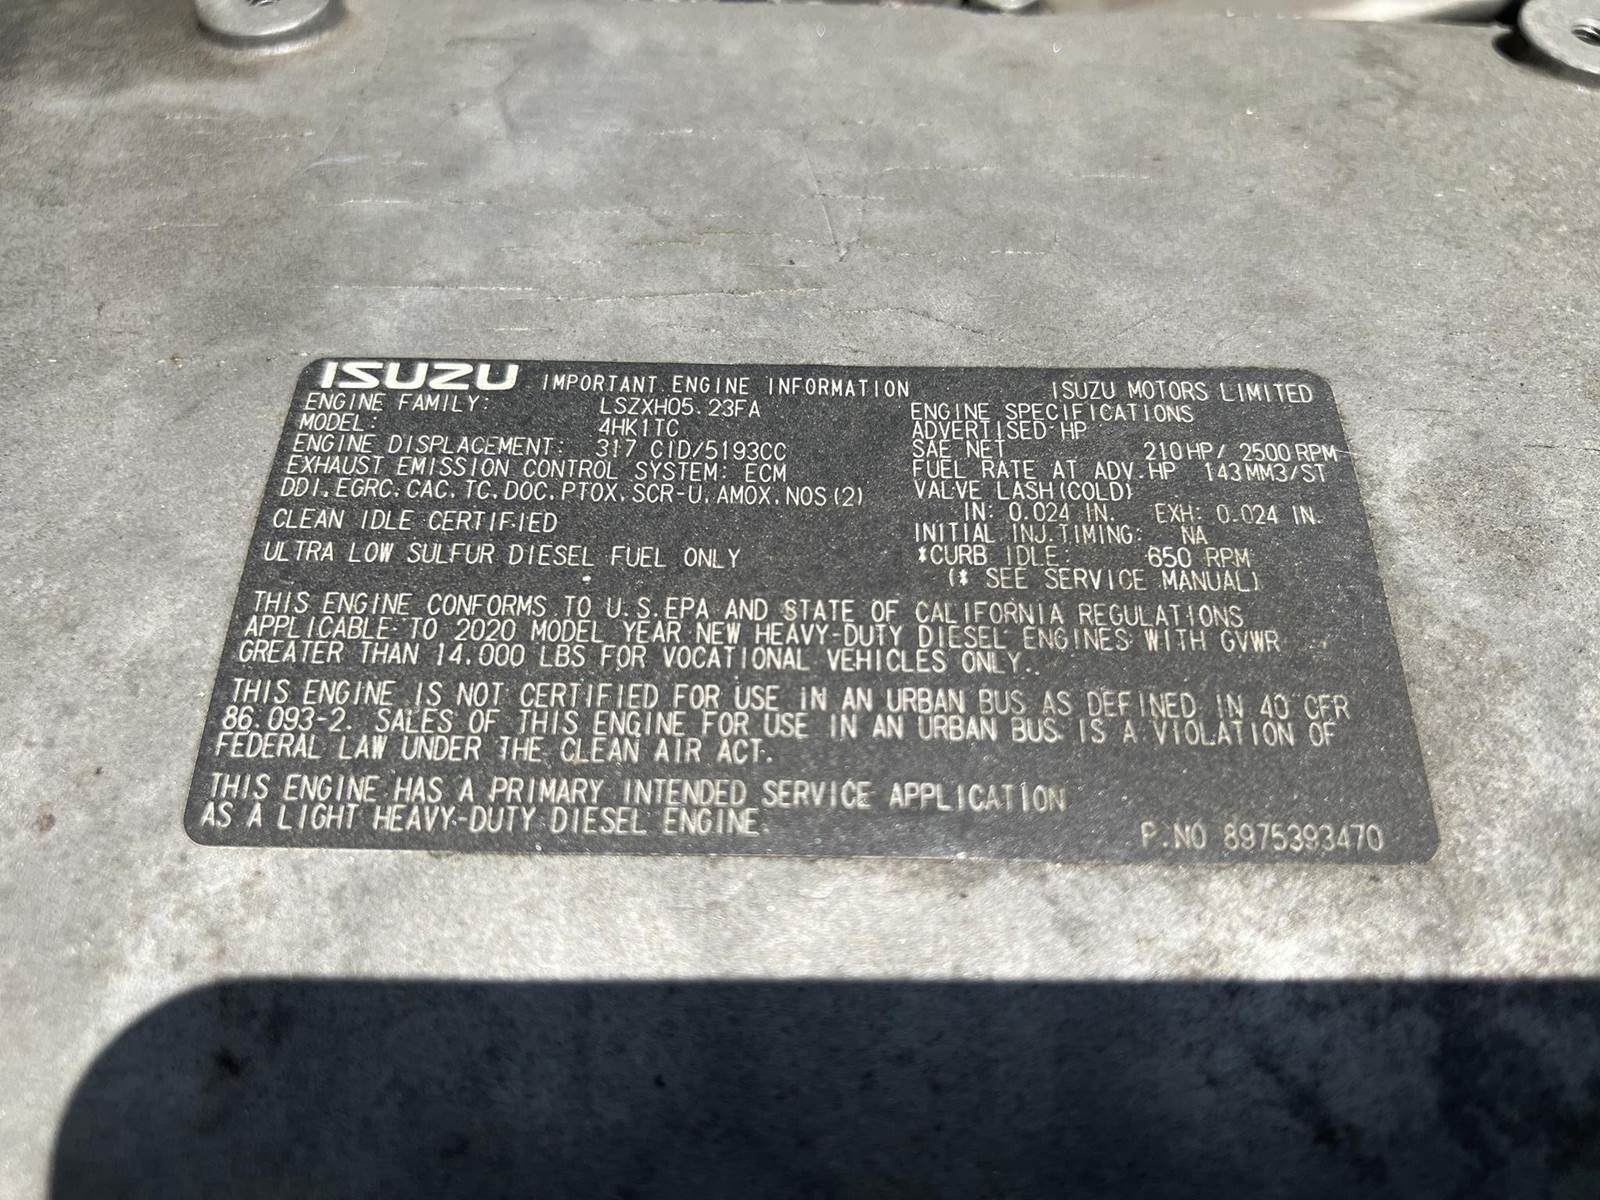 ISUZU IMPORTANT ENGINE INFORMATION ISUZU MOTORS LIMITED
ENGINE FAMILY: LSZXH05.23FA
MODEL: 4HK1TC
ENGINE DISPLACEMENT: 317 CID/5193CC
EXHAUST EMISSION CONTROL SYSTEM: ECM
DDI.EGRC.CAC.TC.DOC.PTOX.SCR-U.AMOX.NOS(2)
CLEAN IDLE CERTIFIED
ULTRA LOW SULFUR DIESEL FUEL ONLY
ENGINE SPECIFICATIONS
ADVERTISED HP
SAE NET 210HP/ 2500RPM
FUEL RATE AT ADV.HP 143MM3/ST
VALVE LASH(COLD)
IN: 0.024 IN. EXH: 0.024 IN.
INITIAL INJ.TIMING: NA
*CURB IDLE: 650 RPM
(* SEE SERVICE MANUAL)
THIS ENGINE CONFORMS TO U.S.EPA AND STATE OF CALIFORNIA REGULATIONS
APPLICABLE TO 2020 MODEL YEAR NEW HEAVY-DUTY DIESEL ENGINES WITH GVWR
GREATER THAN 14.000 LBS FOR VOCATIONAL VEHICLES ONLY.
THIS ENGINE IS NOT CERTIFIED FOR USE IN AN URBAN BUS AS DEFINED IN 40 CFR
86.093-2. SALES OF THIS ENGINE FOR USE IN AN URBAN BUS IS A VIOLATION OF
FEDERAL LAW UNDER THE CLEAN AIR ACT.
THIS ENGINE HAS A PRIMARY INTENDED SERVICE APPLICATION
AS A LIGHT HEAVY-DUTY DIESEL ENGINE.
P.NO 8975393470